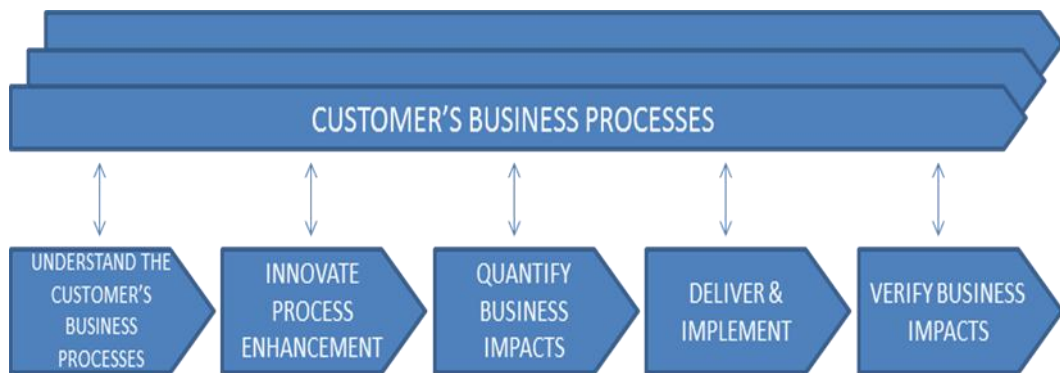 CUSTOMER'S BUSINESS PROCESSES
UNDERSTAND THE
CUSTOMER'S
BUSINESS
PROCESSES
INNOVATE
PROCESS
ENHANCEMENT
QUANTIFY
BUSINESS
IMPACTS
DELIVER &
IMPLEMENT
VERIFY BUSINESS
IMPACTS